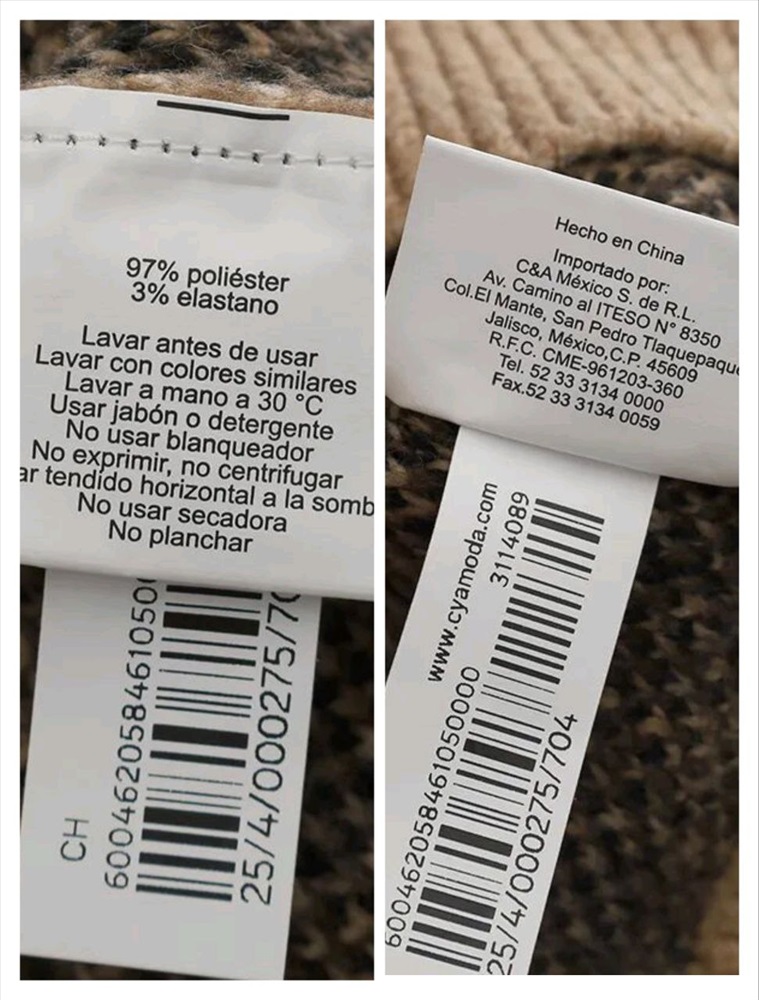 97% poliéster
3% elastano
Lavar antes de usar
Lavar con colores similares
Lavar a mano a 30 °C
Usar jabón o detergente
No usar blanqueador
No exprimir, no centrifugar
ar tendido horizontal a la somb
No usar secadora
No planchar
CH
6004620584610500
25/4/000275/70
Hecho en China
Importado por:
C&A México S. de R.L.
Av. Camino al ITESO N° 8350
Col.El Mante, San Pedro Tlaquepaqu
Jalisco, México,C.P. 45609
R.F.C. CME-961203-360
Tel. 52 33 3134 0000
Fax.52 33 3134 0059
www.cyamoda.com
3114089
600462058461050000
25/4/000275/704